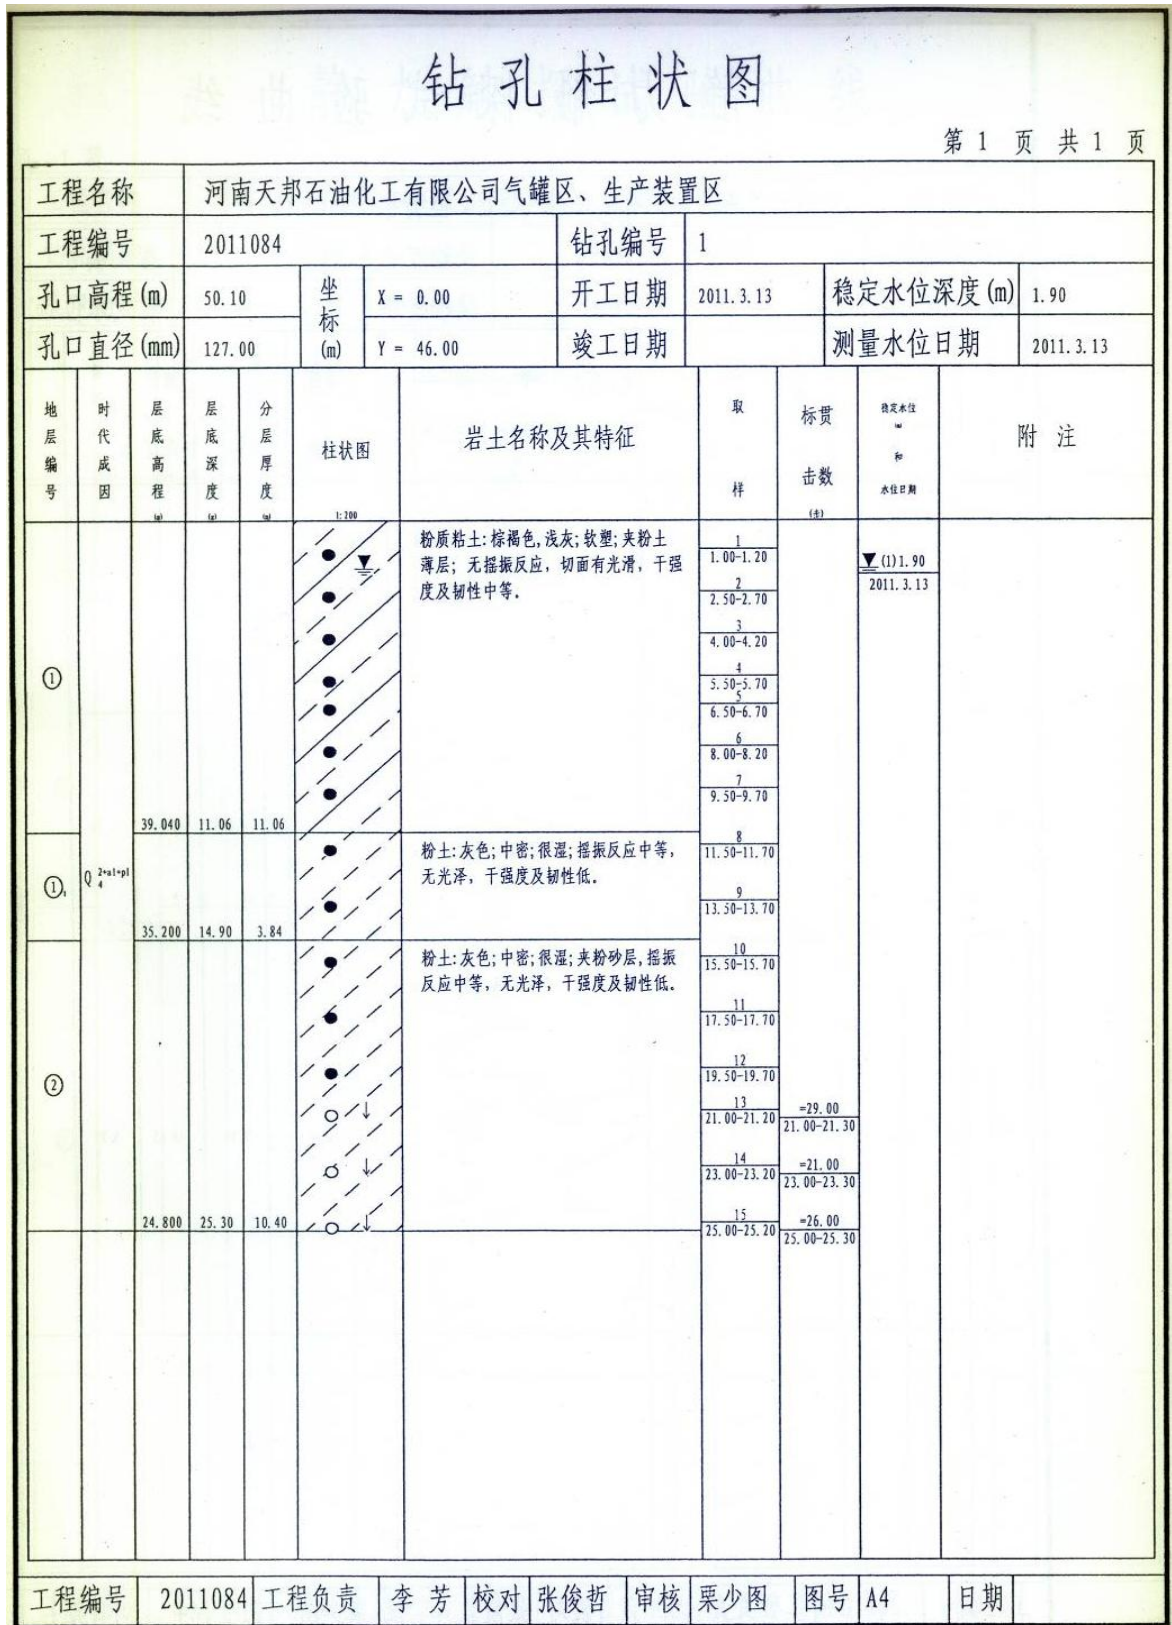 钻孔柱状图
第 1 页 共 1 页
工程名称 河南天邦石油化工有限公司气罐区、生产装置区
工程编号 2011084 钻孔编号 1
孔口高程(m) 50.10 坐标(m) X = 0.00 开工日期 2011.3.13 稳定水位深度(m) 1.90
孔口直径(mm) 127.00 Y = 46.00 竣工日期 测量水位日期 2011.3.13
地层编号 时代成因 层底高程(m) 层底深度(m) 分层厚度(m) 柱状图 1:200 岩土名称及其特征 取样 标贯击数(击) 稳定水位(m)和水位日期 附注
粉质粘土:棕褐色,浅灰;软塑;夹粉土
薄层; 无摇振反应, 切面有光滑, 干强
度及韧性中等。
1
1.00-1.20
▼(1)1.90
2011.3.13
2
2.50-2.70
3
4.00-4.20
4
5.50-5.70
5
6.50-6.70
6
8.00-8.20
7
9.50-9.70
①
39.040 11.06 11.06
8
11.50-11.70
粉土:灰色;中密;很湿;摇振反应中等,
无光泽, 干强度及韧性低。
①1
Q 2+al+pl 4
9
13.50-13.70
35.200 14.90 3.84
粉土:灰色;中密;很湿;夹粉砂层,摇振
反应中等, 无光泽, 干强度及韧性低。
10
15.50-15.70
11
17.50-17.70
12
19.50-19.70
②
13
21.00-21.20
=29.00
21.00-21.30
14
23.00-23.20
=21.00
23.00-23.30
24.800 25.30 10.40
15
25.00-25.20
=26.00
25.00-25.30
工程编号 2011084 工程负责 李芳 校对 张俊哲 审核 栗少图 图号 A4 日期